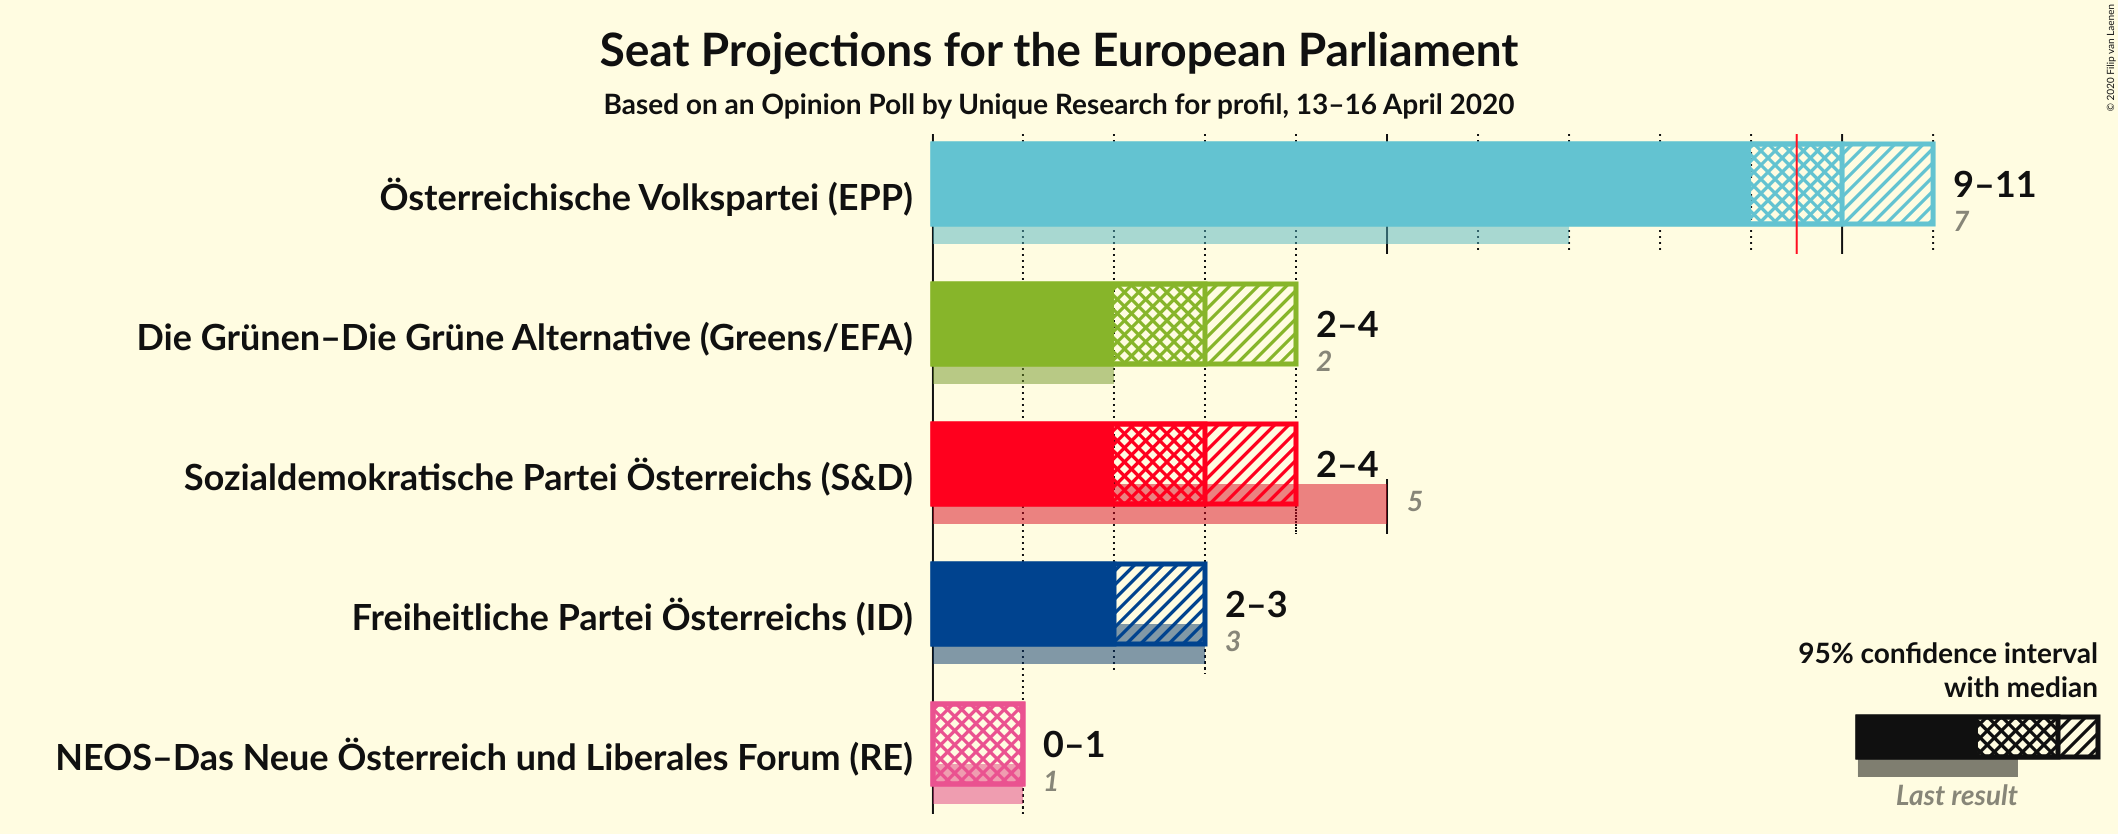 Seat Projections for the European Parliament
Based on an Opinion Poll by Unique Research for profil, 13–16 April 2020
© 2020 Filip van Laenen
Österreichische Volkspartei (EPP)
9–11
7
Die Grünen–Die Grüne Alternative (Greens/EFA)
2–4
2
Sozialdemokratische Partei Österreichs (S&D)
2–4
5
Freiheitliche Partei Österreichs (ID)
2–3
3
NEOS–Das Neue Österreich und Liberales Forum (RE)
0–1
1
95% confidence interval
with median
Last result